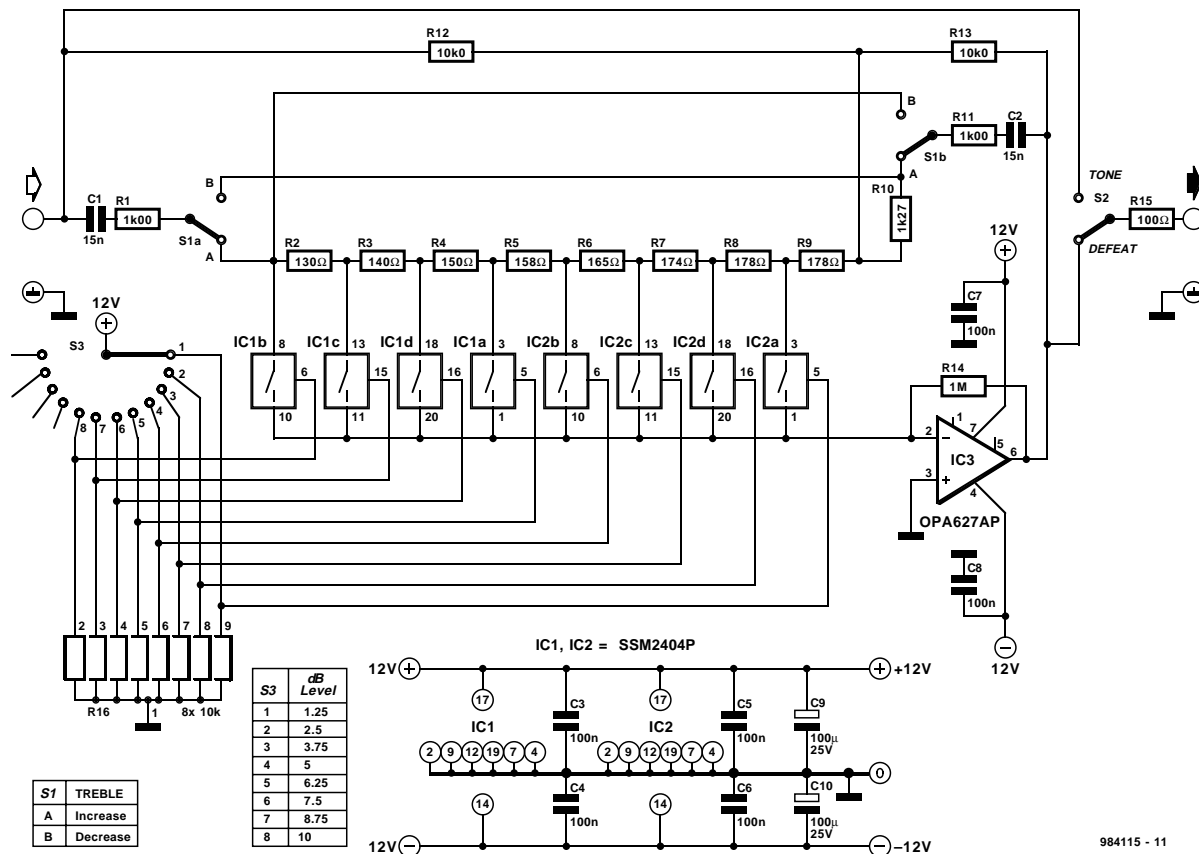 R12
10k0
R13
10k0
B
R11
1k00
C2
15n
S1b
A
TONE
S2
DEFEAT
R15
100Ω
C1
15n
R1
1k00
B
S1a
A
R10
1k27
R2
130Ω
R3
140Ω
R4
150Ω
R5
158Ω
R6
165Ω
R7
174Ω
R8
178Ω
R9
178Ω
12V
S3
1
2
3
4
5
6
7
8
IC1b
8
6
10
IC1c
13
15
11
IC1d
18
16
20
IC1a
3
5
1
IC2b
8
6
10
IC2c
13
15
11
IC2d
18
16
20
IC2a
3
5
1
12V
C7
100n
R14
1M
2
3
1
7
5
6
4
IC3
OPA627AP
C8
100n
12V
2
3
4
5
6
7
8
9
R16
1
8x 10k
S3 dB Level
1 1.25
2 2.5
3 3.75
4 5
5 6.25
6 7.5
7 8.75
8 10
S1 TREBLE
A Increase
B Decrease
IC1, IC2 = SSM2404P
12V
+12V
17
17
C3
100n
C5
100n
C9
100µ
25V
IC1
IC2
2 9 12 19 7 4
2 9 12 19 7 4
0
14
14
C4
100n
C6
100n
C10
100µ
25V
12V
–12V
984115 - 11